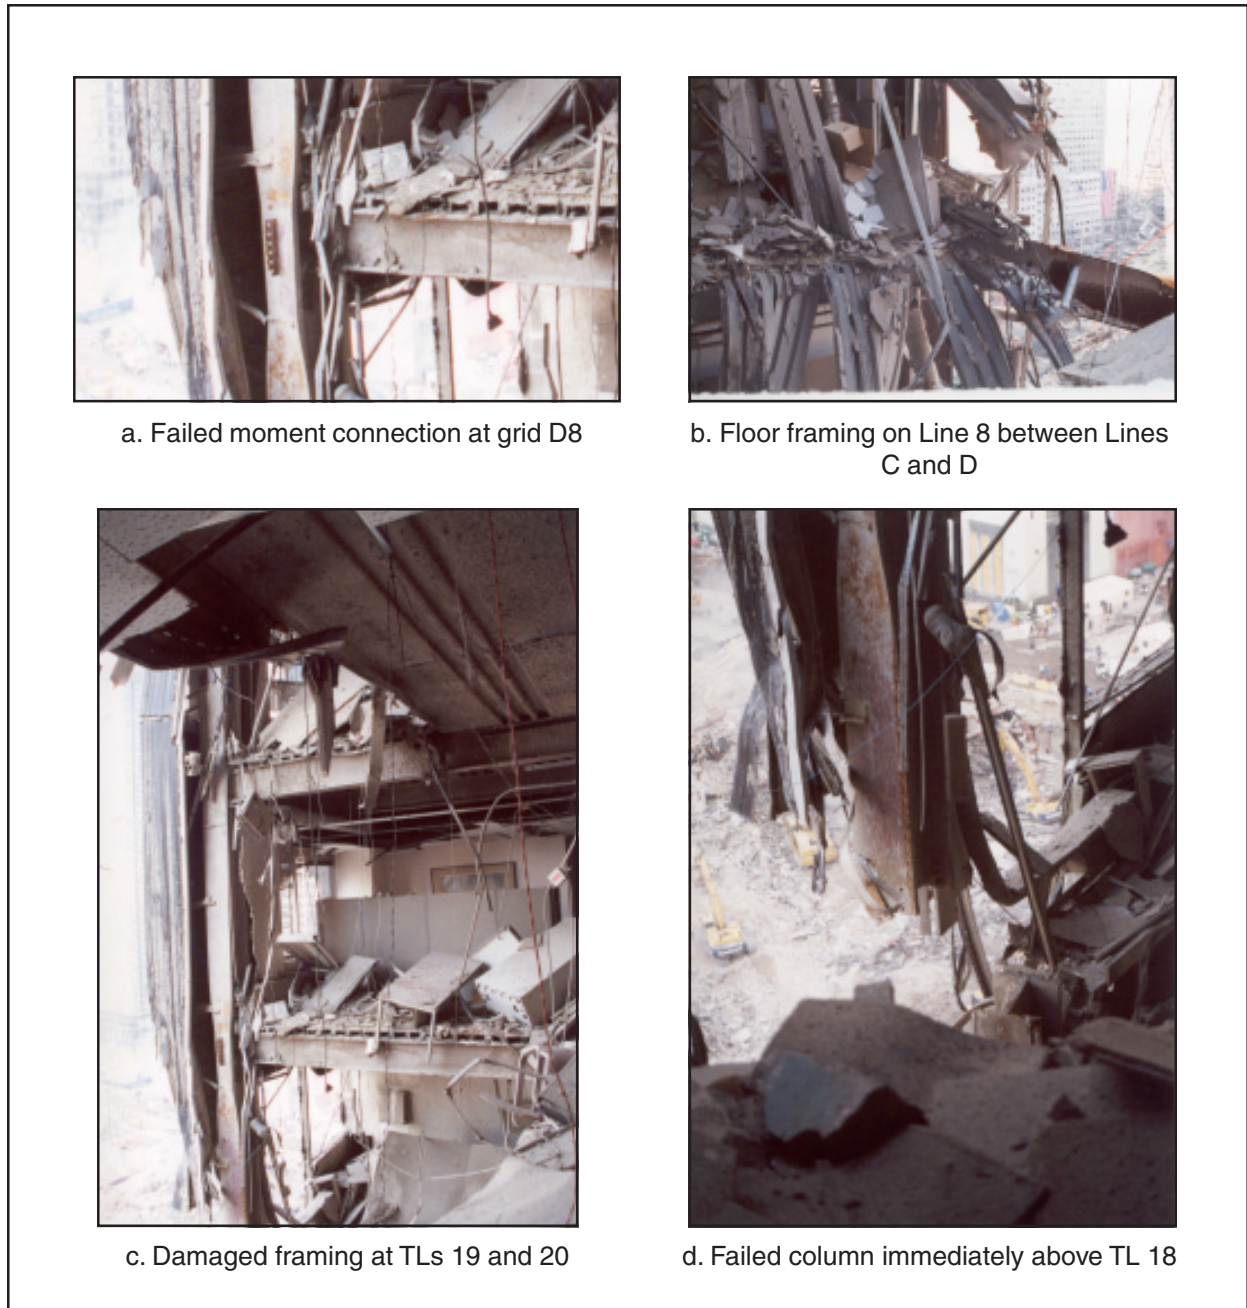 a. Failed moment connection at grid D8
b. Floor framing on Line 8 between Lines
C and D
c. Damaged framing at TLs 19 and 20
d. Failed column immediately above TL 18